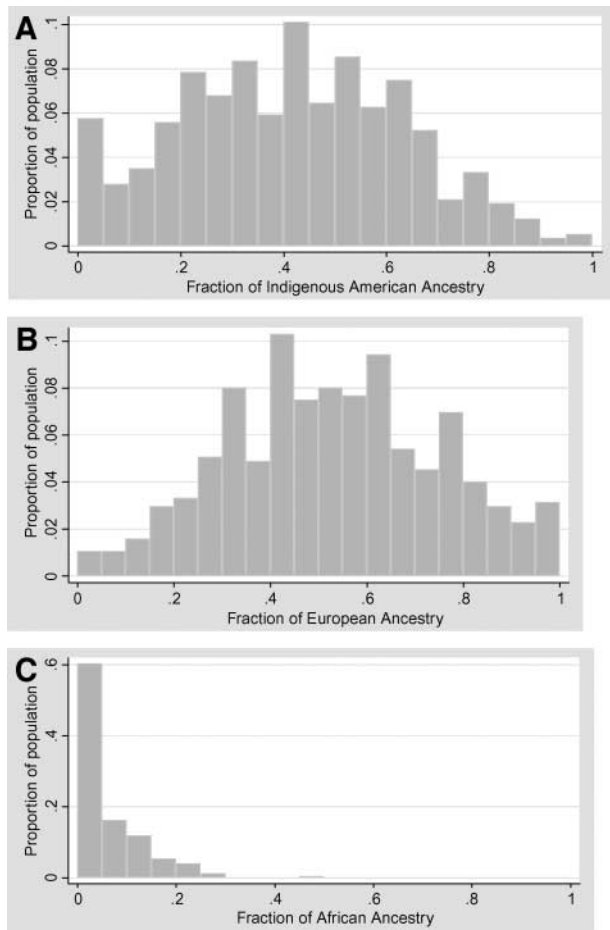 A
Proportion of population
.1
.08
.06
.04
.02
0
0 .2 .4 .6 .8 1
Fraction of Indigenous American Ancestry
B
Proportion of population
.1
.08
.06
.04
.02
0
0 .2 .4 .6 .8 1
Fraction of European Ancestry
C
Proportion of population
.6
.4
.2
0
0 .2 .4 .6 .8 1
Fraction of African Ancestry